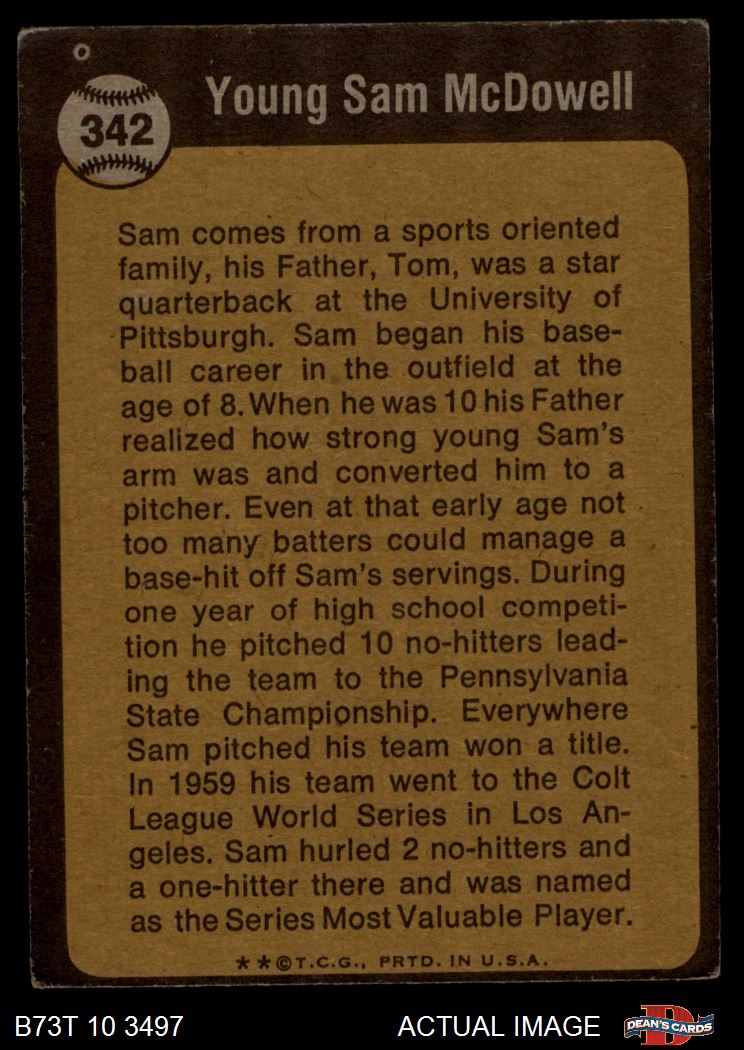 342
Young Sam McDowell
Sam comes from a sports oriented
family, his Father, Tom, was a star
quarterback at the University of
Pittsburgh. Sam began his base-
ball career in the outfield at the
age of 8. When he was 10 his Father
realized how strong young Sam's
arm was and converted him to a
pitcher. Even at that early age not
too many batters could manage a
base-hit off Sam's servings. During
one year of high school competi-
tion he pitched 10 no-hitters lead-
ing the team to the Pennsylvania
State Championship. Everywhere
Sam pitched his team won a title.
In 1959 his team went to the Colt
League World Series in Los An-
geles. Sam hurled 2 no-hitters and
a one-hitter there and was named
as the Series Most Valuable Player.
**©T.C.G., PRTD. IN U.S.A.
B73T 10 3497
ACTUAL IMAGE
DEAN'S CARDS